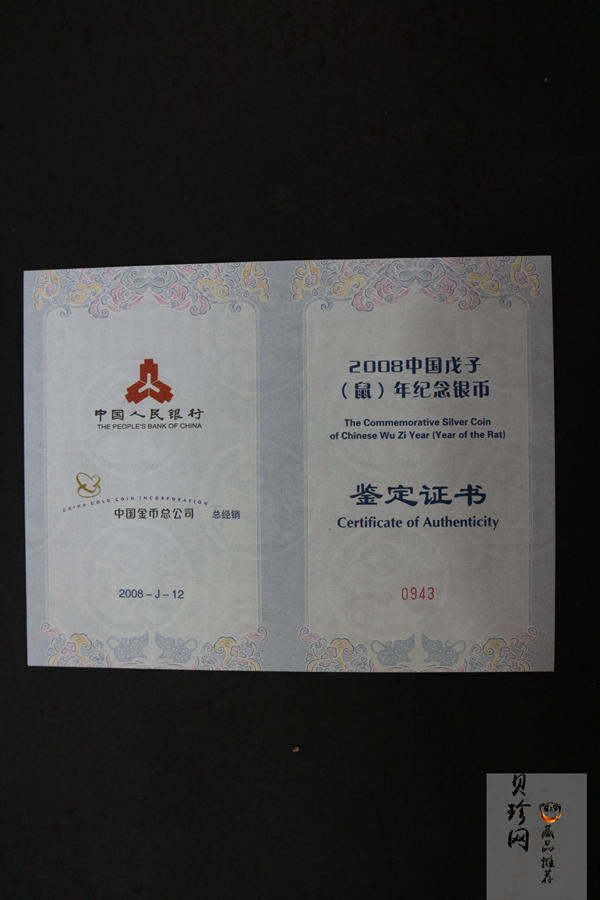 中国人民银行
THE PEOPLE'S BANK OF CHINA
CHINA GOLD COIN INCORPORATION
中国金币总公司 总经销
2008-J-12
2008中国戊子
（鼠）年纪念银币
The Commemorative Silver Coin
of Chinese Wu Zi Year (Year of the Rat)
鉴定证书
Certificate of Authenticity
0943
贝珍网
藏品推荐